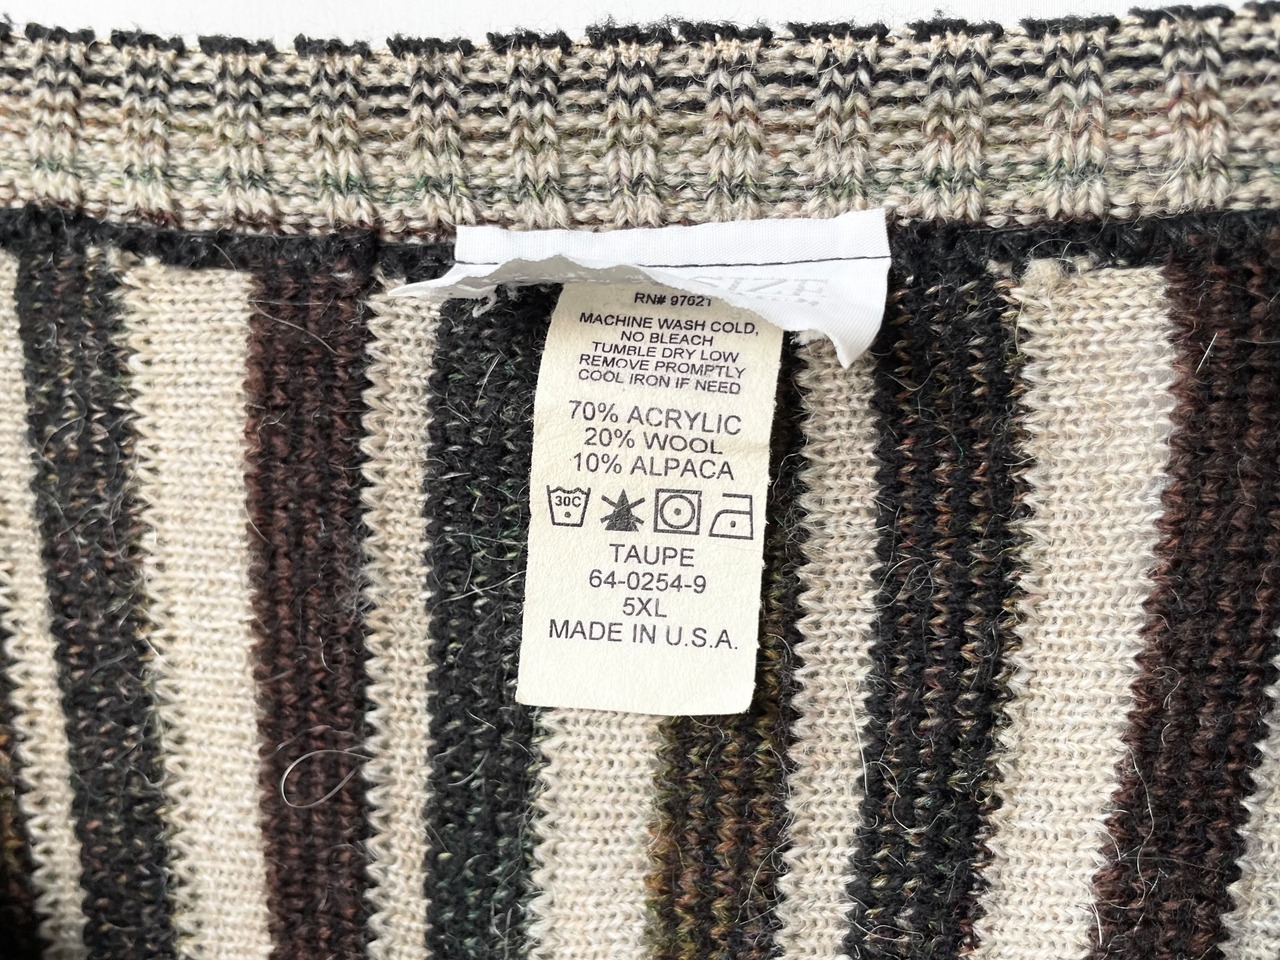 RN# 97621
MACHINE WASH COLD,
NO BLEACH
TUMBLE DRY LOW
REMOVE PROMPTLY
COOL IRON IF NEED
70% ACRYLIC
20% WOOL
10% ALPACA
30C
TAUPE
64-0254-9
5XL
MADE IN U.S.A.